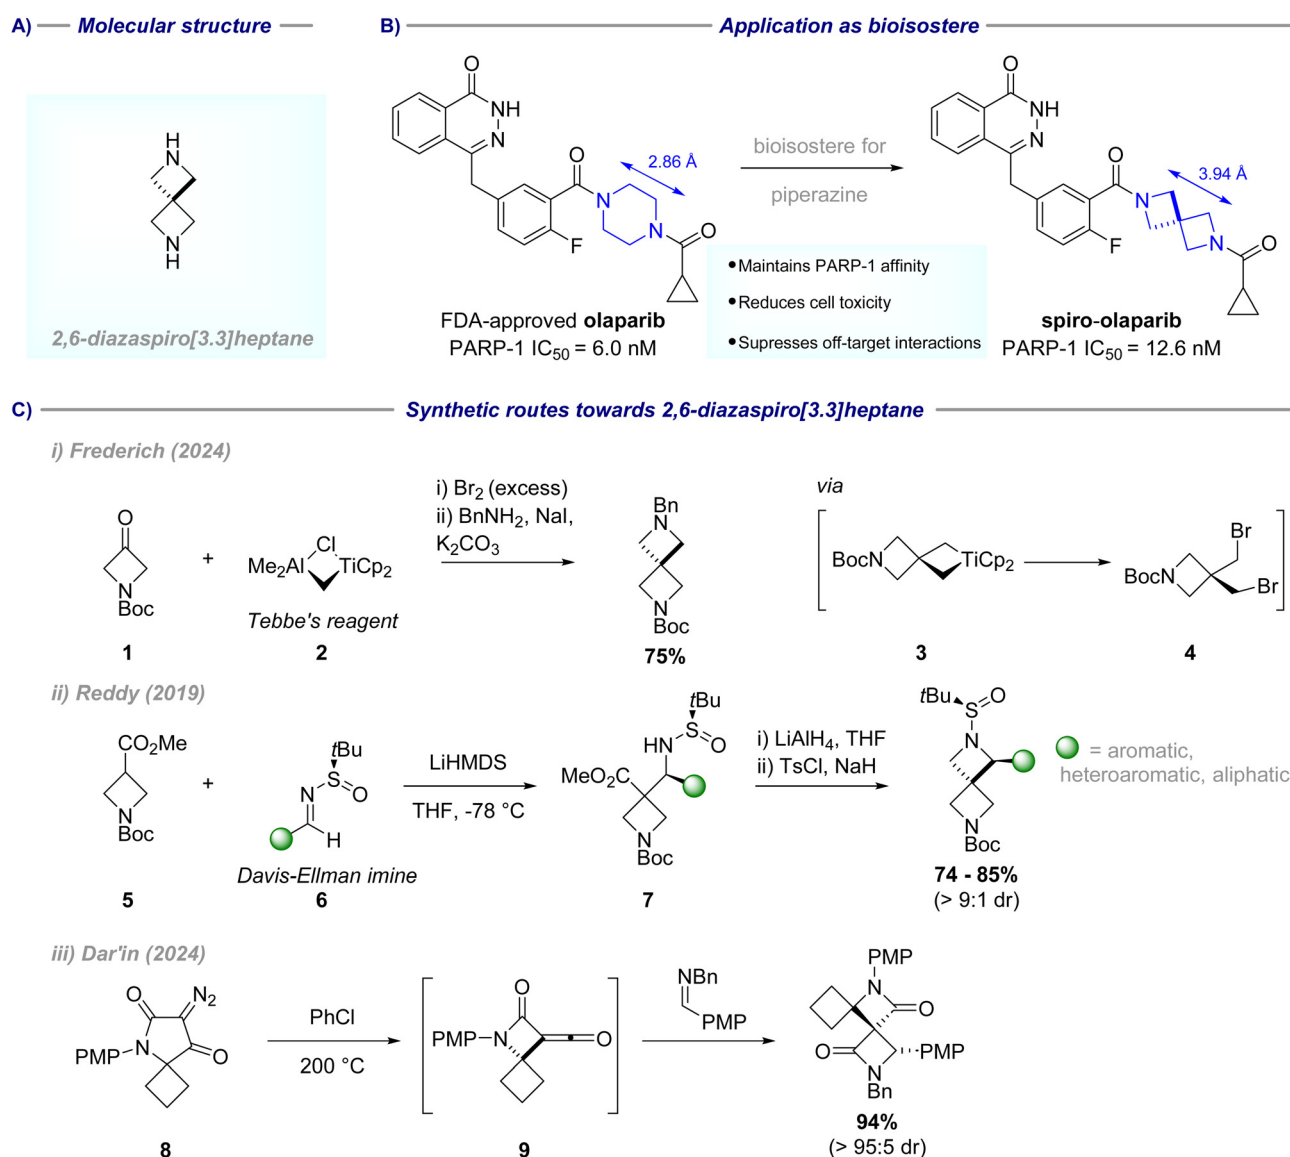 A) Molecular structure
B) Application as bioisostere
H
N
N
H
2,6-diazaspiro[3.3]heptane
O
NH
N
O
N
2.86 Å
N
O
F
FDA-approved olaparib
PARP-1 IC50 = 6.0 nM
bioisostere for
piperazine
•Maintains PARP-1 affinity
•Reduces cell toxicity
•Supresses off-target interactions
O
NH
N
O
N
3.94 Å
N
O
F
spiro-olaparib
PARP-1 IC50 = 12.6 nM
C) Synthetic routes towards 2,6-diazaspiro[3.3]heptane
i) Frederich (2024)
O
N
Boc
1
+
Cl
Me2Al TiCp2
Tebbe's reagent
2
i) Br2 (excess)
ii) BnNH2, NaI,
K2CO3
Bn
N
N
Boc
75%
via
BocN TiCp2
3
Br
BocN
Br
4
ii) Reddy (2019)
CO2Me
N
Boc
5
+
tBu
S
O
N
H
Davis-Ellman imine
6
LiHMDS
THF, -78 °C
tBu
S
HN O
MeO2C
N
Boc
7
i) LiAlH4, THF
ii) TsCl, NaH
tBu O
S
N
N
Boc
74 - 85%
(> 9:1 dr)
= aromatic,
heteroaromatic, aliphatic
iii) Dar'in (2024)
O N2
PMP N O
8
PhCl
200 °C
O
PMP N O
9
NBn
PMP
PMP
N
O
O
PMP
N
Bn
94%
(> 95:5 dr)